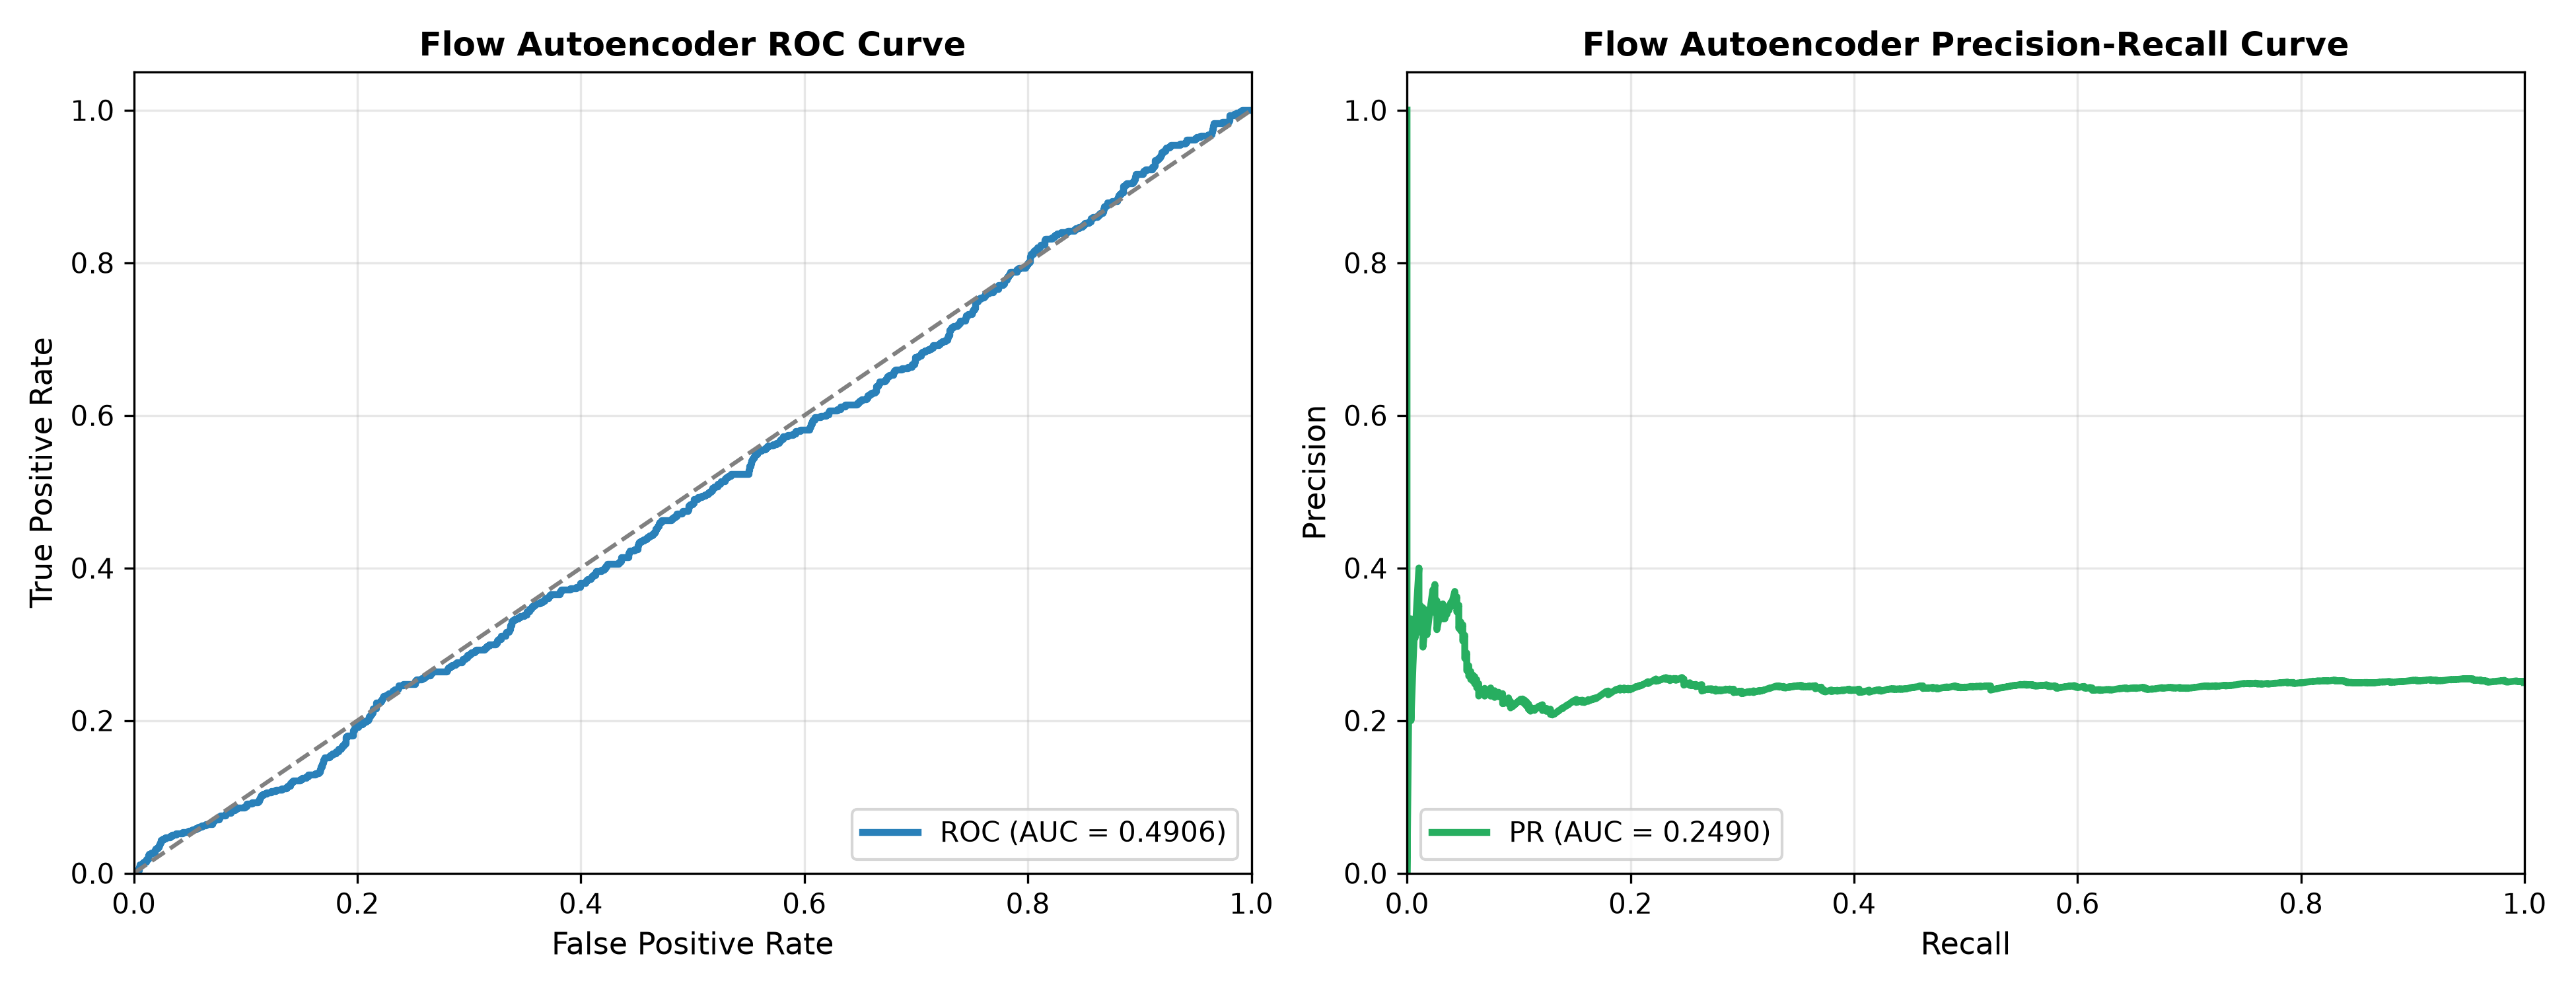 Flow Autoencoder ROC Curve
1.0
0.8
0.6
0.4
0.2
0.0
True Positive Rate
0.0 0.2 0.4 0.6 0.8 1.0
False Positive Rate
ROC (AUC = 0.4906)
Flow Autoencoder Precision-Recall Curve
1.0
0.8
0.6
0.4
0.2
0.0
Precision
0.0 0.2 0.4 0.6 0.8 1.0
Recall
PR (AUC = 0.2490)